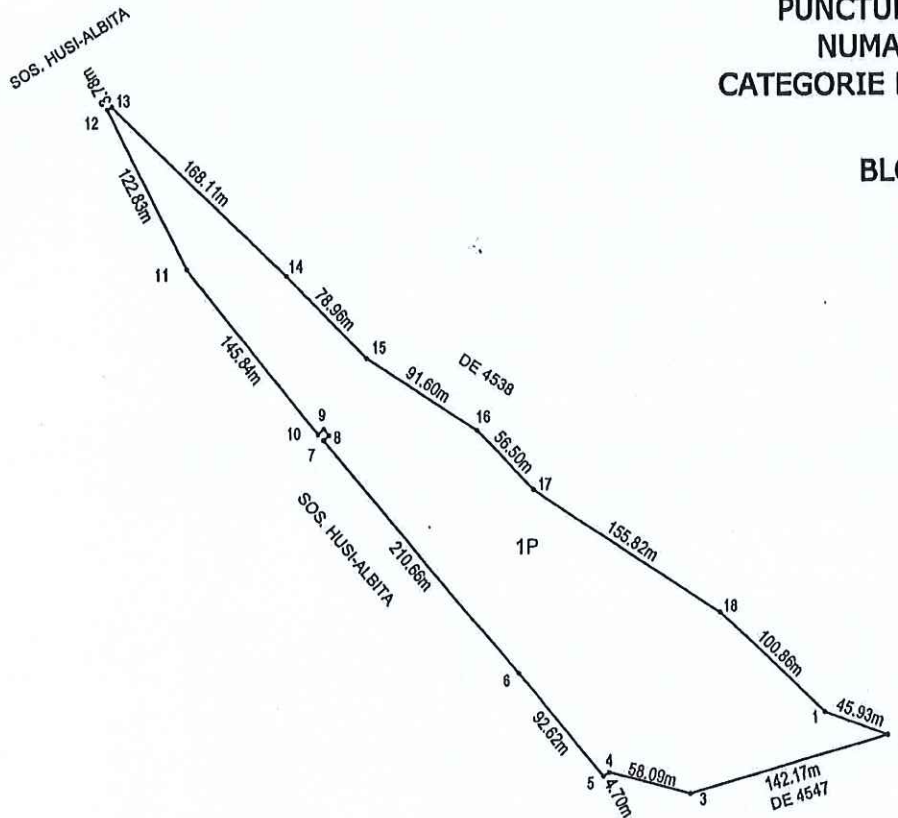 PUNCTUL
NUMA
CATEGORIE
BLO
SOS. HUSI-ALBITA
3.78m
13
12
168.11m
122.83m
14
11
78.96m
15
145.84m
DE 4538
91.60m
16
9
10
8
7
56.50m
17
SOS. HUSI-ALBITA
210.66m
1P
155.82m
18
100.86m
6
92.62m
1
45.93m
4
58.09m
5
4.70m
3
142.17m
DE 4547